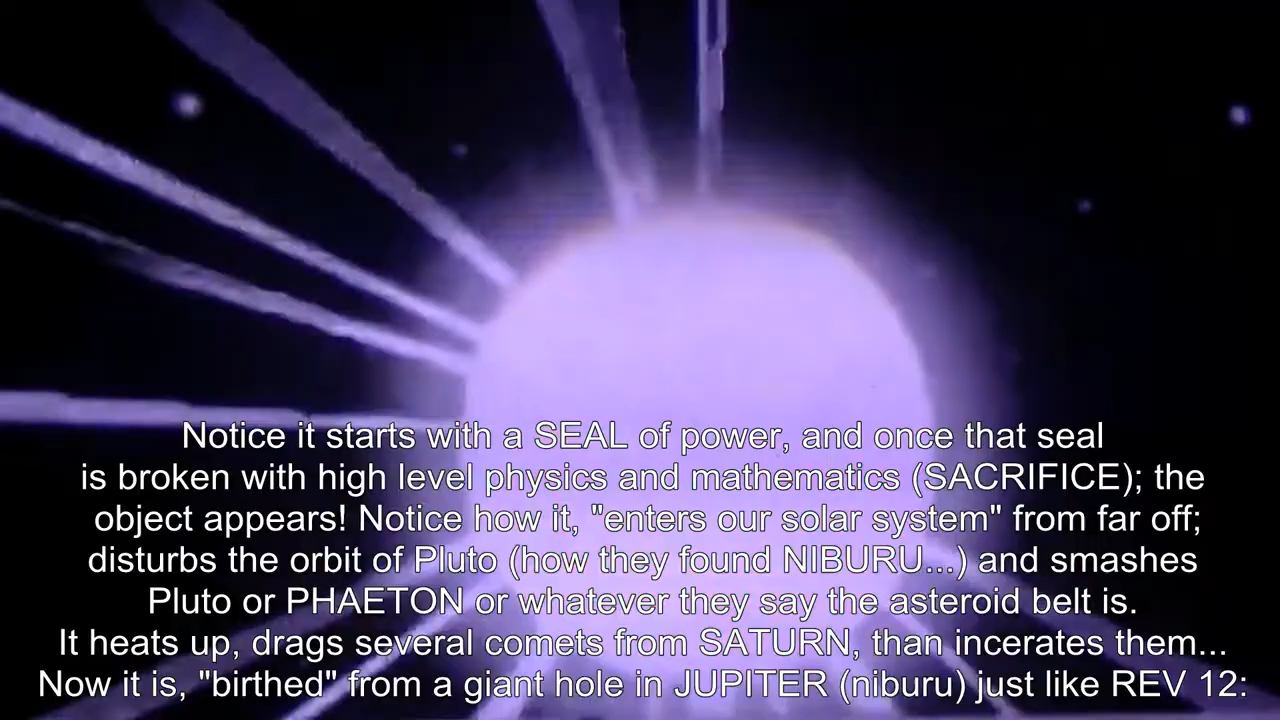 Notice it starts with a SEAL of power, and once that seal
is broken with high level physics and mathematics (SACRIFICE); the
object appears! Notice how it, "enters our solar system" from far off;
disturbs the orbit of Pluto (how they found NIBURU...) and smashes
Pluto or PHAETON or whatever they say the asteroid belt is.
It heats up, drags several comets from SATURN, than incerates them...
Now it is, "birthed" from a giant hole in JUPITER (niburu) just like REV 12: